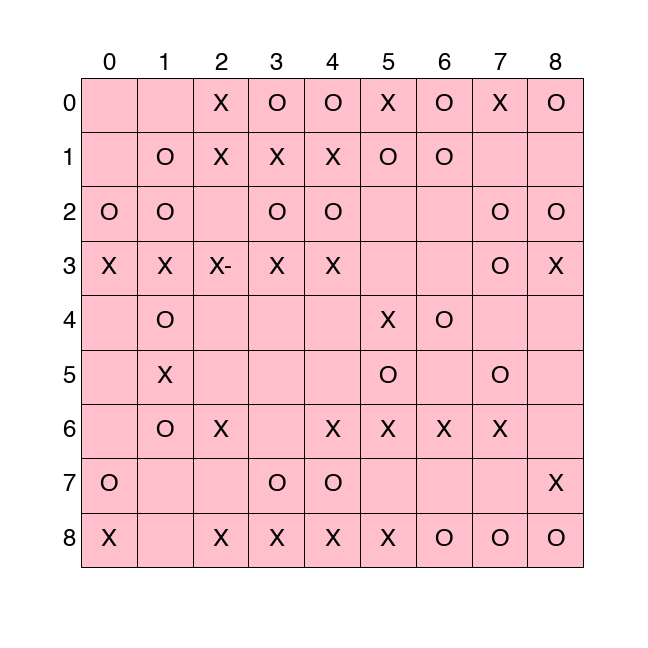 0 1 2 3 4 5 6 7 8
0 X O O X O X O
1 O X X X O O
2 O O O O O O
3 X X X- X X O X
4 O X O
5 X O O
6 O X X X X X
7 O O O X
8 X X X X X O O O